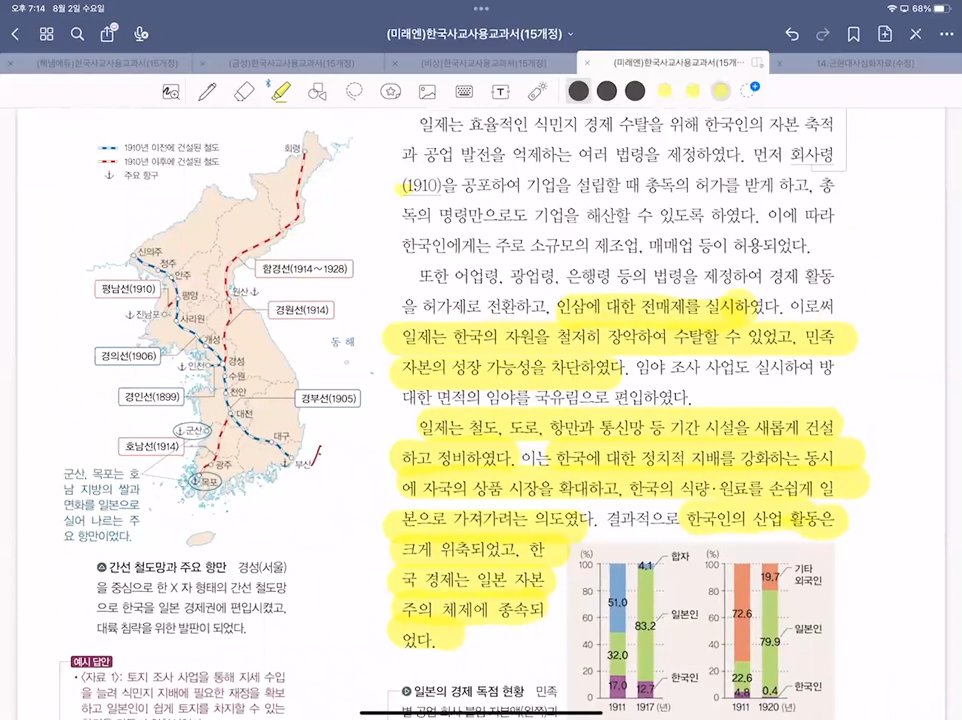 오후 7:14 8월 2일 수요일
68%
(미래엔)한국사교사용교과서(15개정)
(해냄에듀)한국사교사용교과서(15개정)
(금성)한국사교사용교과서(15개정)
(비상)한국사교사용교과서(15개정)
(미래엔)한국사교사용교과서(15개…
14.근현대사심화자료(수정)
1910년 이전에 건설된 철도
1910년 이후에 건설된 철도
주요 항구
회령
신의주
정주
안주
함경선(1914~1928)
평남선(1910)
평양
원산
진남포
사리원
경원선(1914)
개성
동 해
경의선(1906)
인천
경성
수원
경인선(1899)
천안
경부선(1905)
대전
군산
대구
호남선(1914)
광주
부산
목포
군산, 목포는 호
남 지방의 쌀과
면화를 일본으로
실어 나르는 주
요 항만이었다.
간선 철도망과 주요 항만 경성(서울)
을 중심으로 한 X 자 형태의 간선 철도망
으로 한국을 일본 경제권에 편입시켰고,
대륙 침략을 위한 발판이 되었다.
예시 답안
• 〈자료 1〉: 토지 조사 사업을 통해 지세 수입
을 늘려 식민지 지배에 필요한 재정을 확보
하고 일본인이 쉽게 토지를 차지할 수 있는
일제는 효율적인 식민지 경제 수탈을 위해 한국인의 자본 축적
과 공업 발전을 억제하는 여러 법령을 제정하였다. 먼저 회사령
(1910)을 공포하여 기업을 설립할 때 총독의 허가를 받게 하고, 총
독의 명령만으로도 기업을 해산할 수 있도록 하였다. 이에 따라
한국인에게는 주로 소규모의 제조업, 매매업 등이 허용되었다.
또한 어업령, 광업령, 은행령 등의 법령을 제정하여 경제 활동
을 허가제로 전환하고, 인삼에 대한 전매제를 실시하였다. 이로써
일제는 한국의 자원을 철저히 장악하여 수탈할 수 있었고, 민족
자본의 성장 가능성을 차단하였다. 임야 조사 사업도 실시하여 방
대한 면적의 임야를 국유림으로 편입하였다.
일제는 철도, 도로, 항만과 통신망 등 기간 시설을 새롭게 건설
하고 정비하였다. 이는 한국에 대한 정치적 지배를 강화하는 동시
에 자국의 상품 시장을 확대하고, 한국의 식량·원료를 손쉽게 일
본으로 가져가려는 의도였다. 결과적으로 한국인의 산업 활동은
크게 위축되었고, 한
국 경제는 일본 자본
주의 체제에 종속되
었다.
(%)
100
80
60
40
20
0
51.0
32.0
17.0
4.1
83.2
12.7
합자
일본인
한국인
1911 1917 (년)
(%)
100
80
60
40
20
0
72.6
22.6
4.8
19.7
79.9
0.4
기타
외국인
일본인
한국인
1911 1920 (년)
일본의 경제 독점 현황 민족